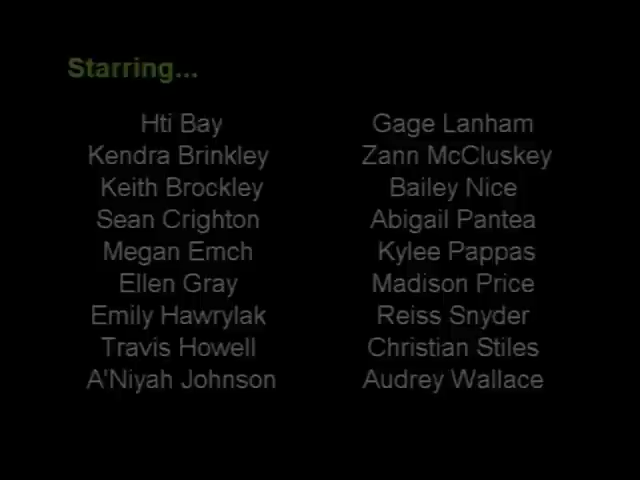 Starring...
Hti Bay
Kendra Brinkley
Keith Brockley
Sean Crighton
Megan Emch
Ellen Gray
Emily Hawrylak
Travis Howell
A'Niyah Johnson
Gage Lanham
Zann McCluskey
Bailey Nice
Abigail Pantea
Kylee Pappas
Madison Price
Reiss Snyder
Christian Stiles
Audrey Wallace